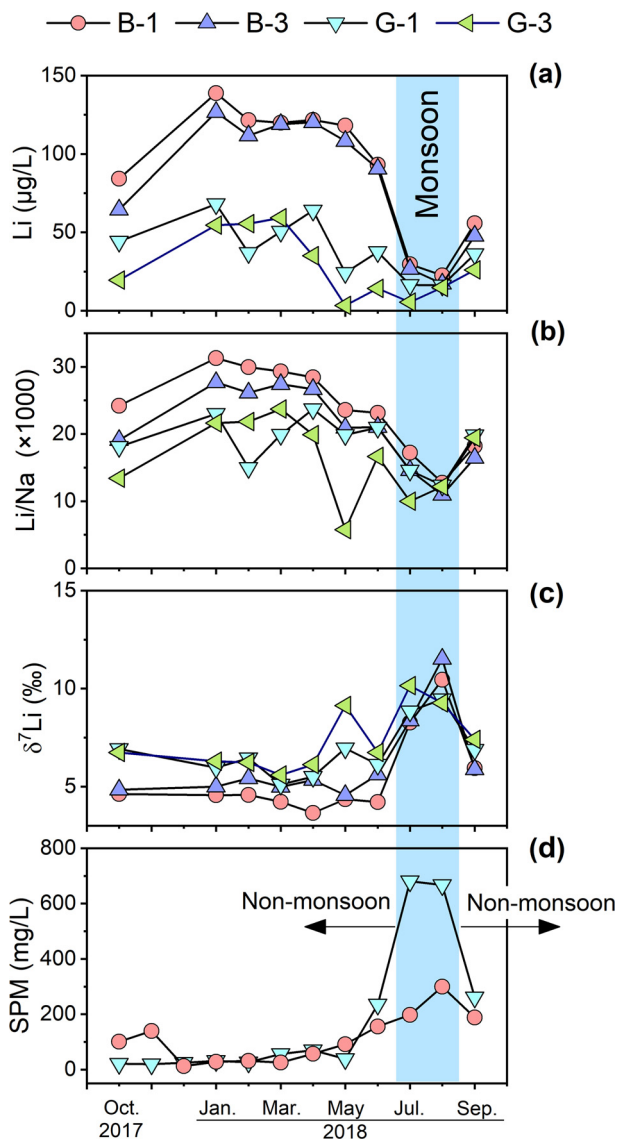 B-1 B-3 G-1 G-3
(a)
150
100
50
0
Li (µg/L)
Monsoon
(b)
30
20
10
0
Li/Na (×1000)
(c)
15
10
5
δ⁷Li (‰)
(d)
800
600
400
200
0
SPM (mg/L)
Non-monsoon
Non-monsoon
Oct. Jan. Mar. May Jul. Sep.
2017 2018